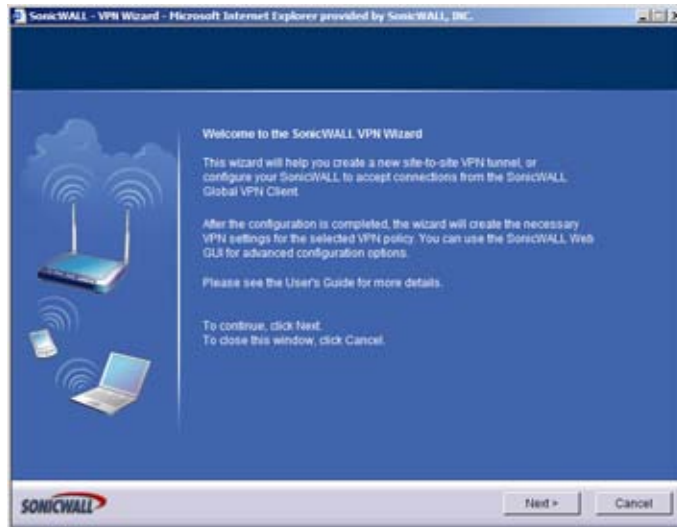 SonicWALL - VPN Wizard - Microsoft Internet Explorer provided by SonicWALL, INC.
Welcome to the SonicWALL VPN Wizard
This wizard will help you create a new site-to-site VPN tunnel, or
configure your SonicWALL to accept connections from the SonicWALL
Global VPN Client
After the configuration is completed, the wizard will create the necessary
VPN settings for the selected VPN policy. You can use the SonicWALL Web
GUI for advanced configuration options.
Please see the User's Guide for more details.
To continue, click Next.
To close this window, click Cancel.
SONICWALL
Next >
Cancel